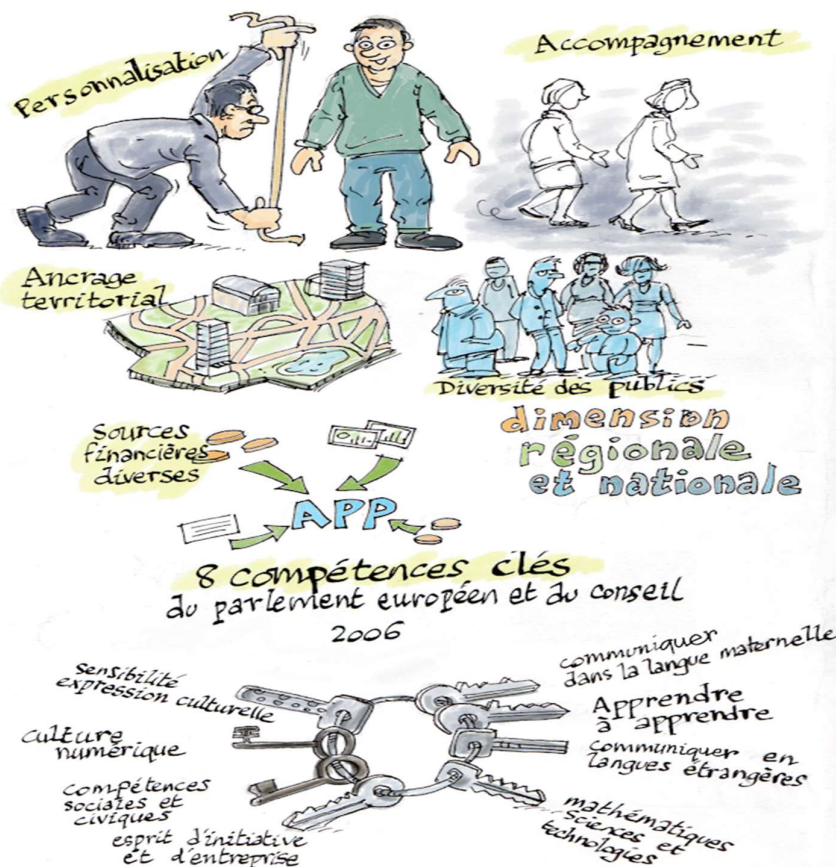 Personnalisation
Accompagnement
Ancrage
territorial
Diversité des publics
Sources
financières
diverses
APP
dimension
régionale
et nationale
8 compétences clés
du parlement européen et du conseil
2006
sensibilité
expression culturelle
culture
numérique
compétences
sociales et
civiques
esprit d'initiative
et d'entreprise
communiquer
dans la langue maternelle
Apprendre
à apprendre
communiquer en
langues étrangères
mathématiques
sciences et
technologies